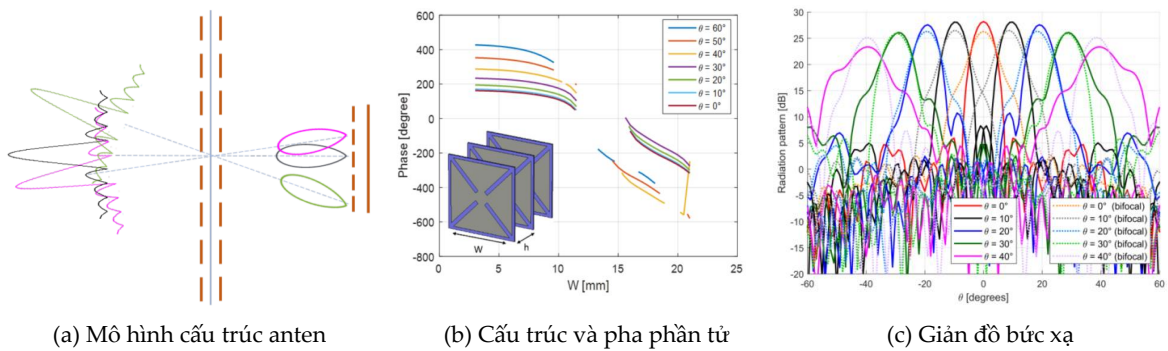 Phase [degree]
600
400
200
0
-200
-400
-600
-800
0
5
10
15
20
25
W [mm]
θ = 60°
θ = 50°
θ = 40°
θ = 30°
θ = 20°
θ = 10°
θ = 0°
W
h
Radiation pattern [dB]
30
25
20
15
10
5
0
-5
-10
-15
-20
-60
-40
-20
0
20
40
60
θ [degrees]
θ = 0°
θ = 10°
θ = 20°
θ = 30°
θ = 40°
θ = 0° (bifocal)
θ = 10° (bifocal)
θ = 20° (bifocal)
θ = 30° (bifocal)
θ = 40° (bifocal)
(a) Mô hình cấu trúc anten
(b) Cấu trúc và pha phần tử
(c) Giản đồ bức xạ